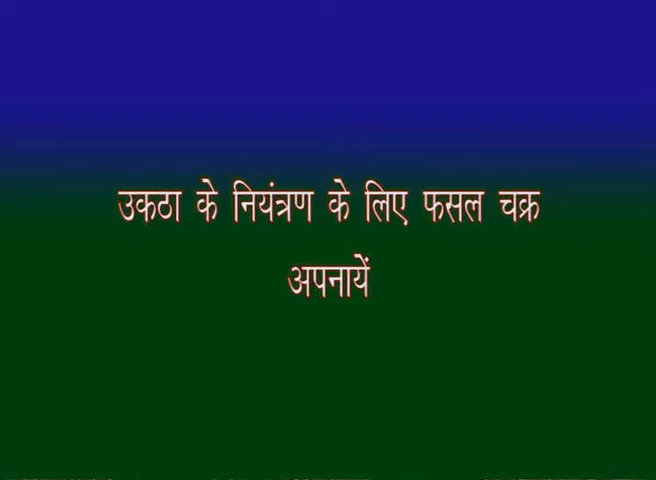 उकठा के नियंत्रण के लिए फसल चक्र
अपनायें